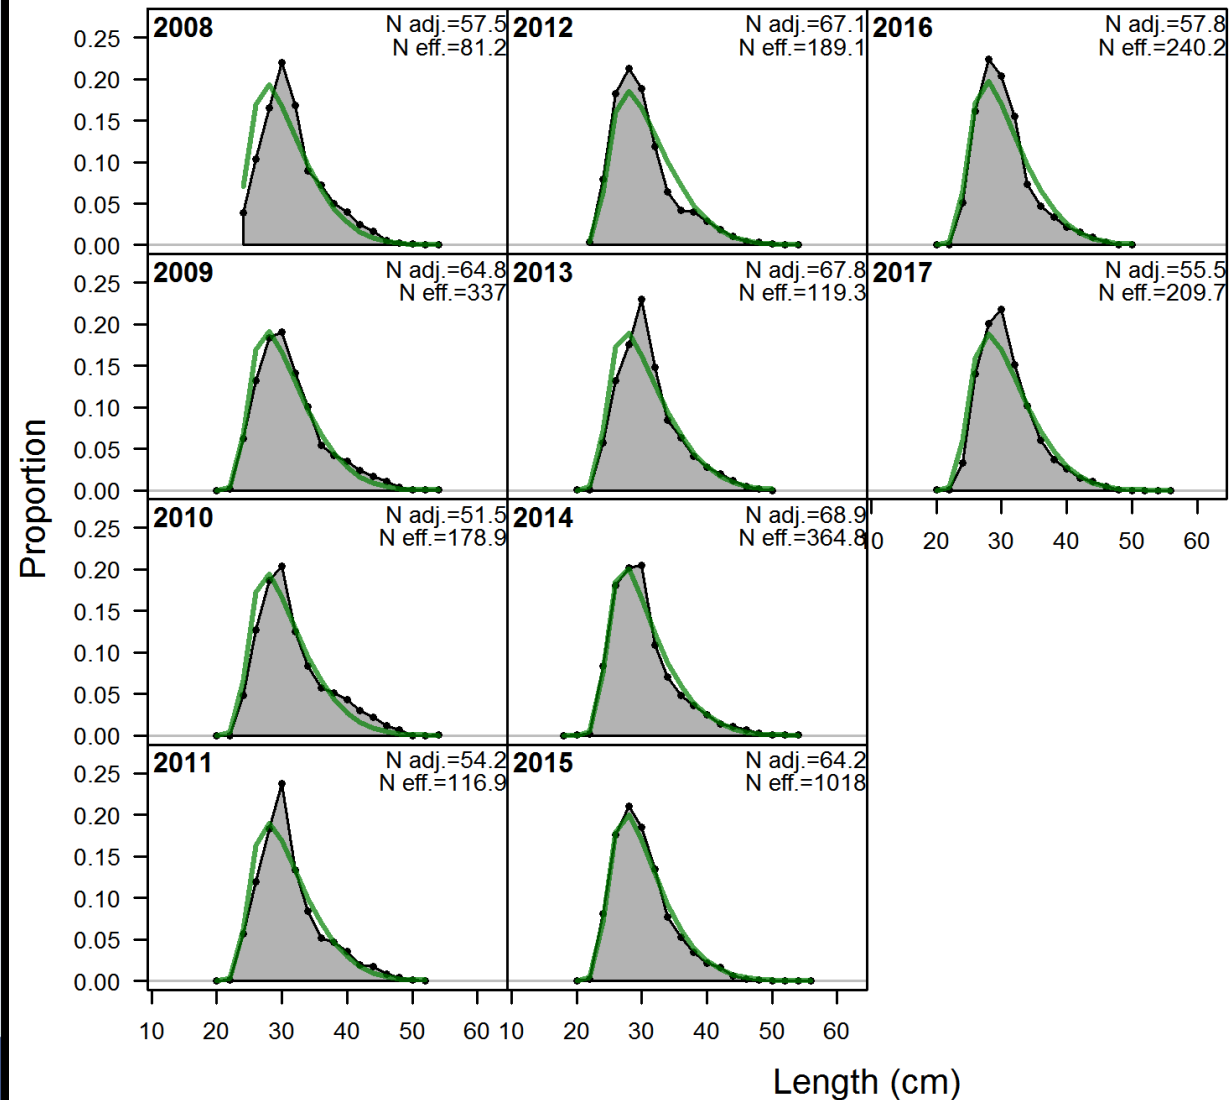 2008
N adj.=57.5
N eff.=81.2
2012
N adj.=67.1
N eff.=189.1
2016
N adj.=57.8
N eff.=240.2
0.25
0.20
0.15
0.10
0.05
0.00
2009
N adj.=64.8
N eff.=337
2013
N adj.=67.8
N eff.=119.3
2017
N adj.=55.5
N eff.=209.7
0.25
0.20
0.15
0.10
0.05
0.00
Proportion
2010
N adj.=51.5
N eff.=178.9
2014
N adj.=68.9
N eff.=364.8
10 20 30 40 50 60
0.25
0.20
0.15
0.10
0.05
0.00
2011
N adj.=54.2
N eff.=116.9
2015
N adj.=64.2
N eff.=1018
0.25
0.20
0.15
0.10
0.05
0.00
10 20 30 40 50 60 10 20 30 40 50 60
Length (cm)